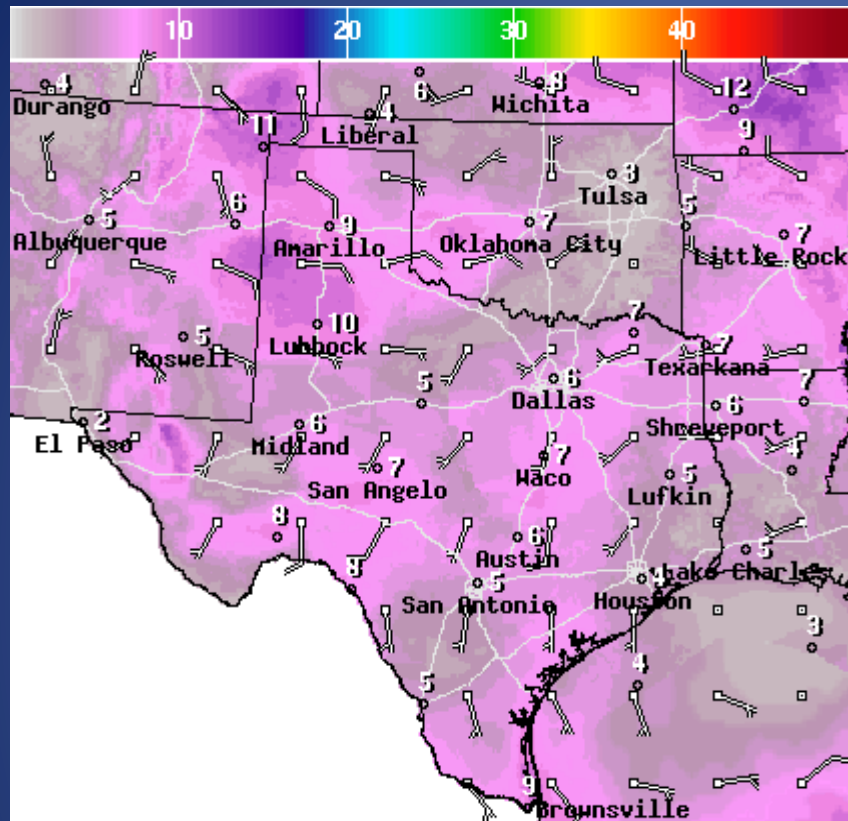 10 20 30 40
4 6 8 12
Durango Wichita
4
Liberal
11 9
3
Tulsa
5 6 9 7 5 7
Albuquerque Amarillo Oklahoma City Little Rock
5 10 7 7
Roswell Lubbock Texarkana
5 6 7
Dallas
2 6 6
El Paso Midland Shreveport
7 7 5 4
San Angelo Waco Lufkin
8 6 5
Austin
8 5 4 Lake Charles
San Antonio Houston
3
4
5
9
Brownsville